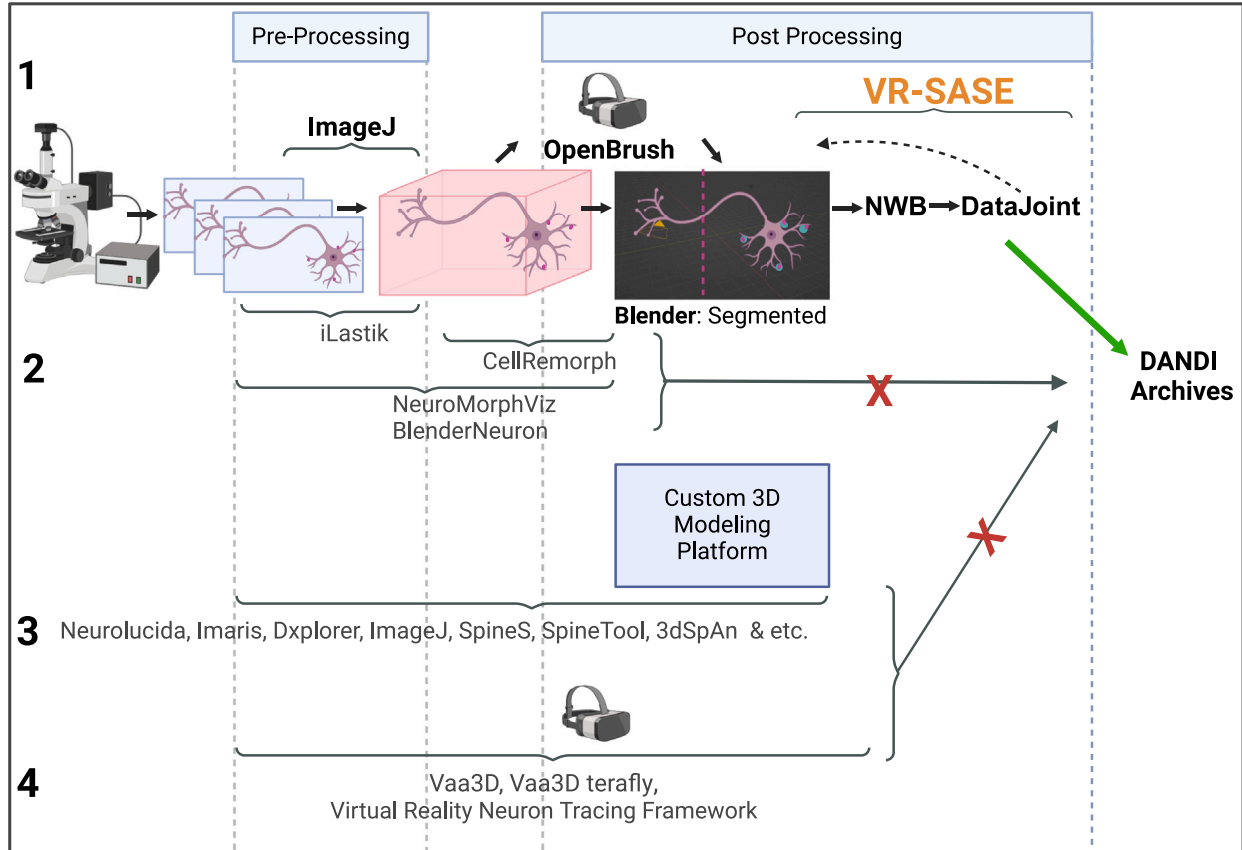 Pre-Processing
Post Processing
1
VR-SASE
ImageJ
OpenBrush
NWB
DataJoint
iLastik
Blender: Segmented
2
CellRemorph
DANDI
Archives
X
NeuroMorphViz
BlenderNeuron
Custom 3D
Modeling
Platform
X
3
Neurolucida, Imaris, Dxplorer, ImageJ, SpineS, SpineTool, 3dSpAn & etc.
4
Vaa3D, Vaa3D terafly,
Virtual Reality Neuron Tracing Framework